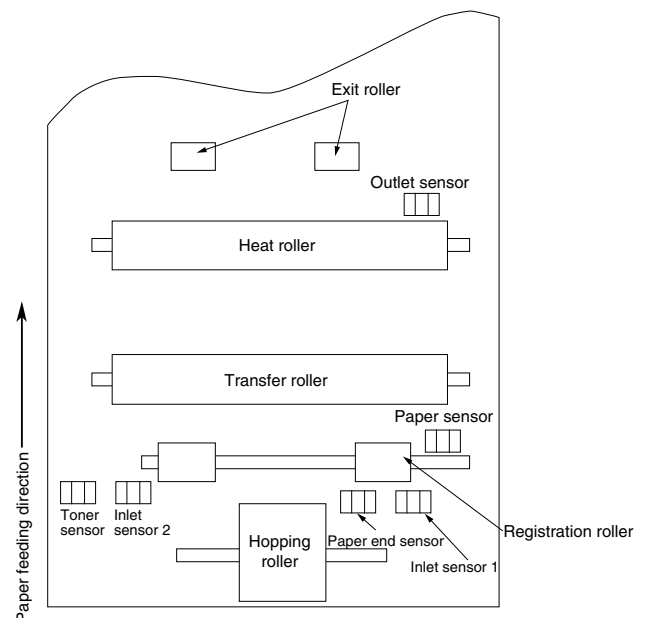 Exit roller
Outlet sensor
Heat roller
Transfer roller
Paper sensor
Toner
sensor
Inlet
sensor 2
Hopping
roller
Paper end sensor
Inlet sensor 1
Registration roller
Paper feeding direction